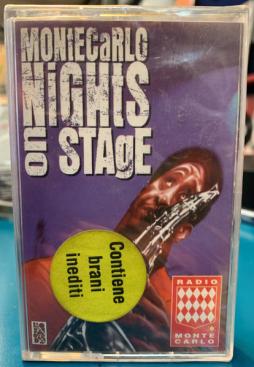 MONTECaRLO
NiGHtS
on STAgE
Contiene
brani
inediti
RADIO
MONTE
CARLO